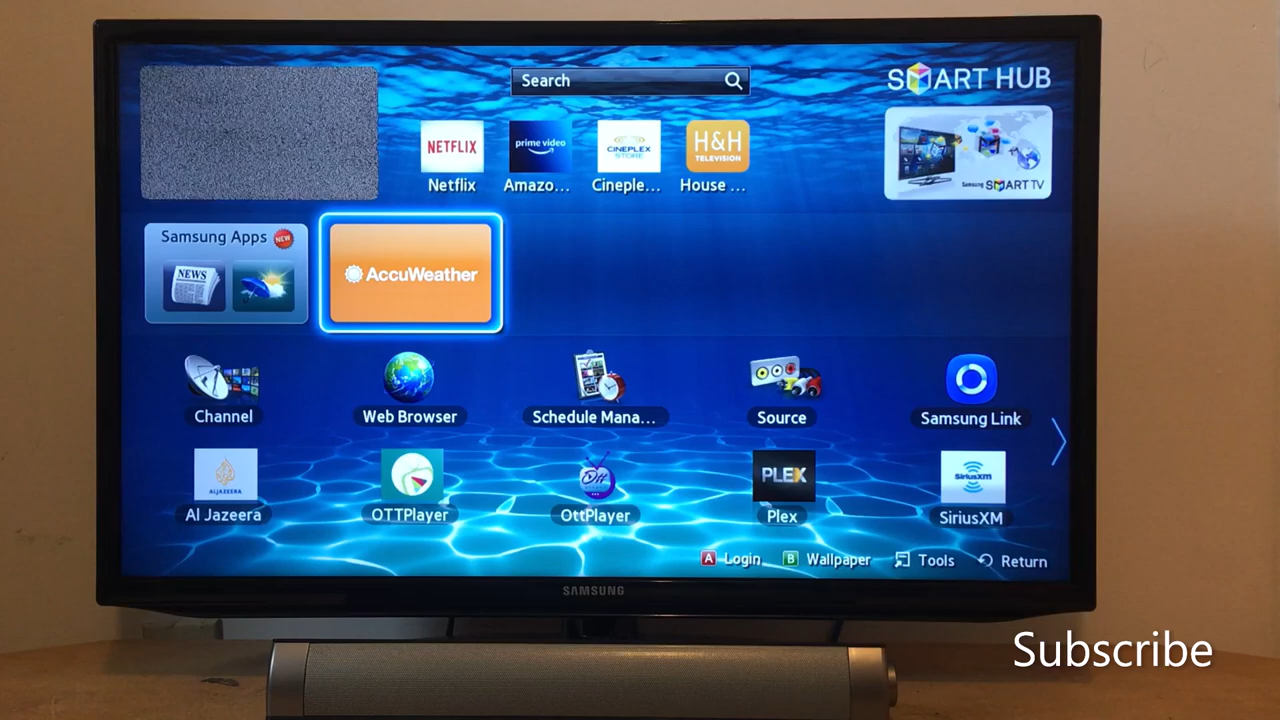 Search
SMART HUB
NETFLIX
prime video
CINEPLEX
STORE
H&H
TELEVISION
Netflix
Amazo...
Cineple...
House ...
Samsung SMART TV
Samsung Apps NEW
NEWS
AccuWeather
Channel
Web Browser
Schedule Mana...
Source
Samsung Link
ALJAZEERA
PLEX
SiriusXM
Al Jazeera
OTTPlayer
OttPlayer
Plex
SiriusXM
A Login
B Wallpaper
Tools
Return
SAMSUNG
Subscribe